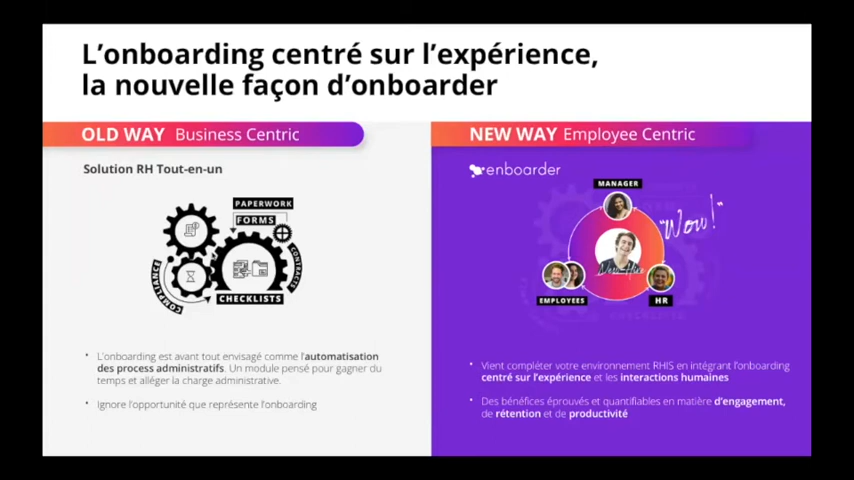 L’onboarding centré sur l’expérience,
la nouvelle façon d’onboarder
OLD WAY Business Centric
Solution RH Tout-en-un
PAPERWORK
FORMS
CONTRACTS
COMPLIANCE
CHECKLISTS
• L’onboarding est avant tout envisagé comme l’automatisation
des process administratifs. Un module pensé pour gagner du
temps et alléger la charge administrative.
• Ignore l’opportunité que représente l’onboarding
NEW WAY Employee Centric
enboarder
MANAGER
"Wow!"
New Hire
EMPLOYEES
HR
• Vient compléter votre environnement RHIS en intégrant l’onboarding
centré sur l’expérience et les interactions humaines
• Des bénéfices éprouvés et quantifiables en matière d’engagement,
de rétention et de productivité